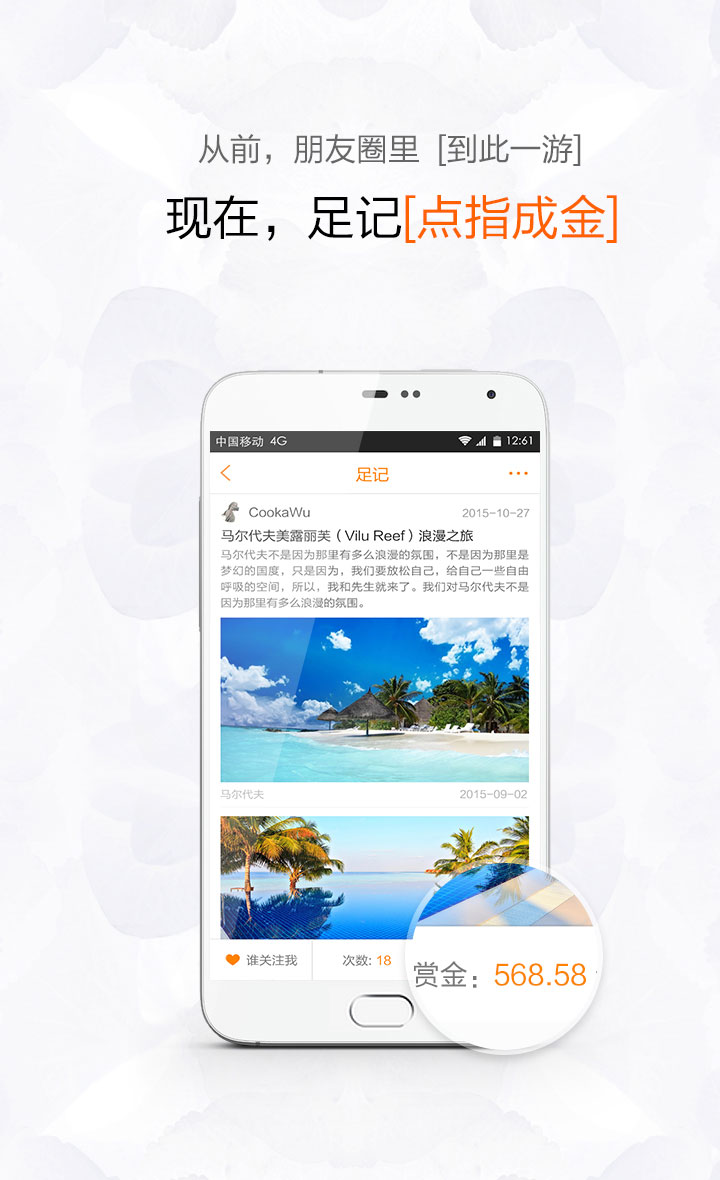 从前，朋友圈里 [到此一游]
现在，足记[点指成金]
中国移动 4G 12:61
足记
CookaWu 2015-10-27
马尔代夫美露丽芙（Vilu Reef）浪漫之旅
马尔代夫不是因为那里有多么浪漫的氛围，不是因为那里是
梦幻的国度，只是因为，我们要放松自己，给自己一些自由
呼吸的空间，所以，我和先生就来了。我们对马尔代夫不是
因为那里有多么浪漫的氛围。
马尔代夫 2015-09-02
谁关注我 次数: 18
赏金：568.58